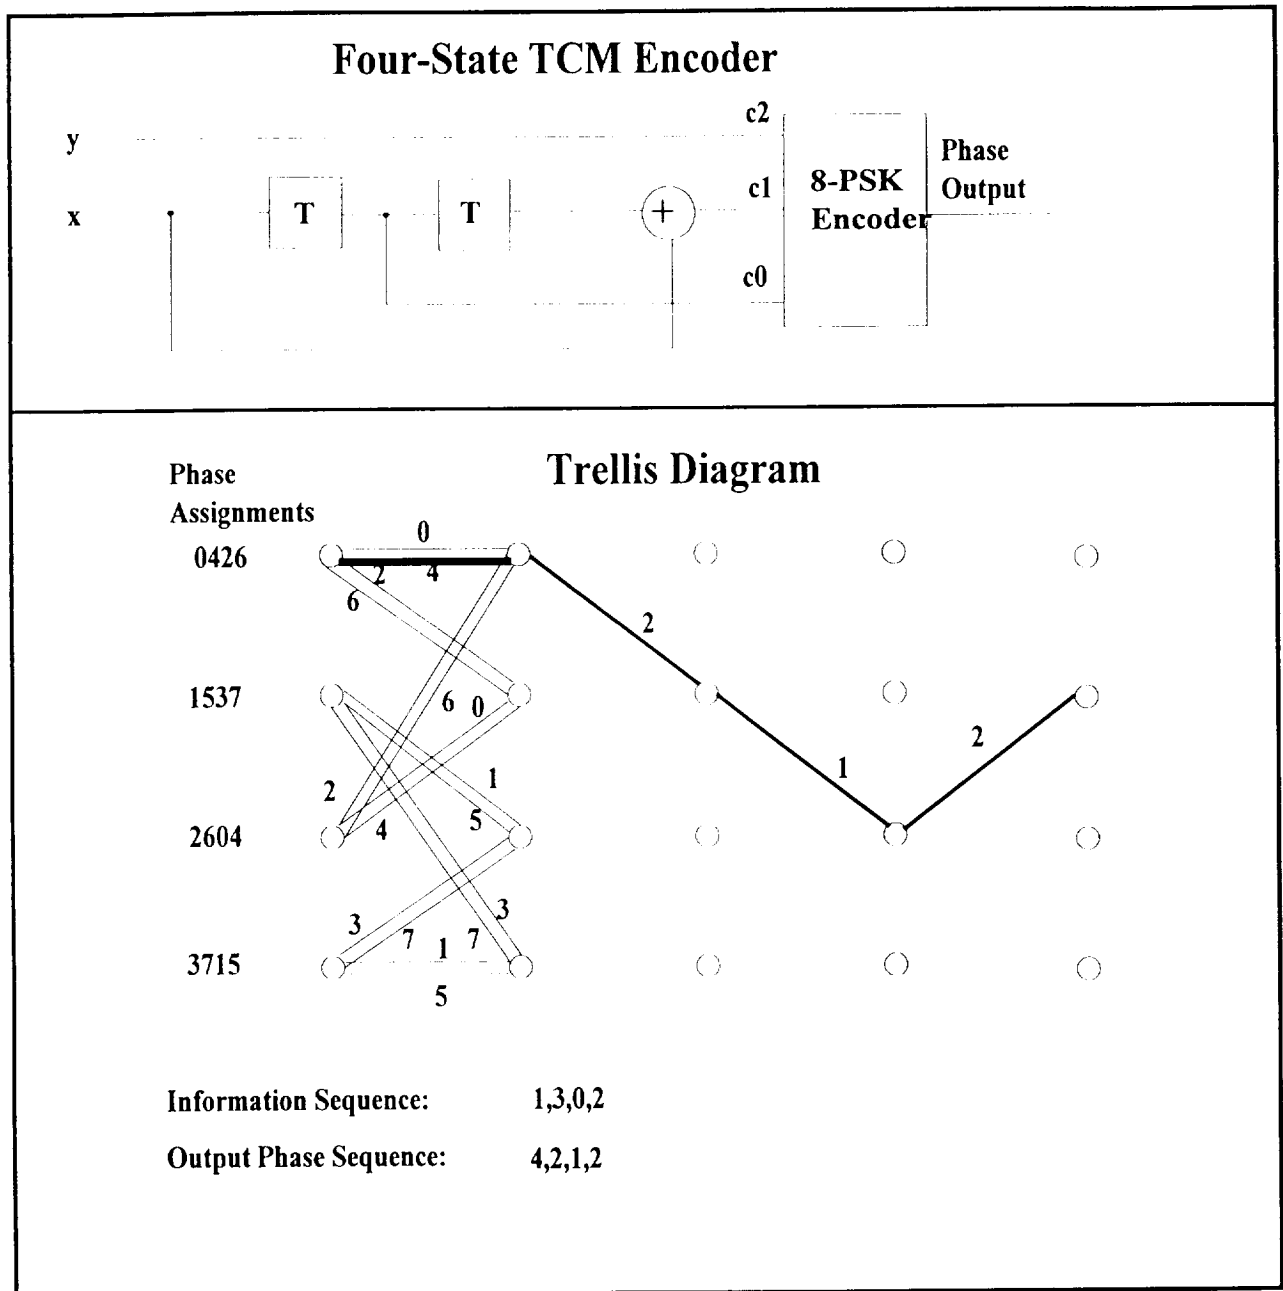 Four-State TCM Encoder
c2
y
Phase
c1
8-PSK
Output
x
T
T
+
Encoder
c0
Trellis Diagram
Phase
Assignments
0
0426
2
4
6
2
1537
6
0
2
1
2
1
4
5
2604
3
3
7
7
1
3715
5
Information Sequence: 1,3,0,2
Output Phase Sequence: 4,2,1,2